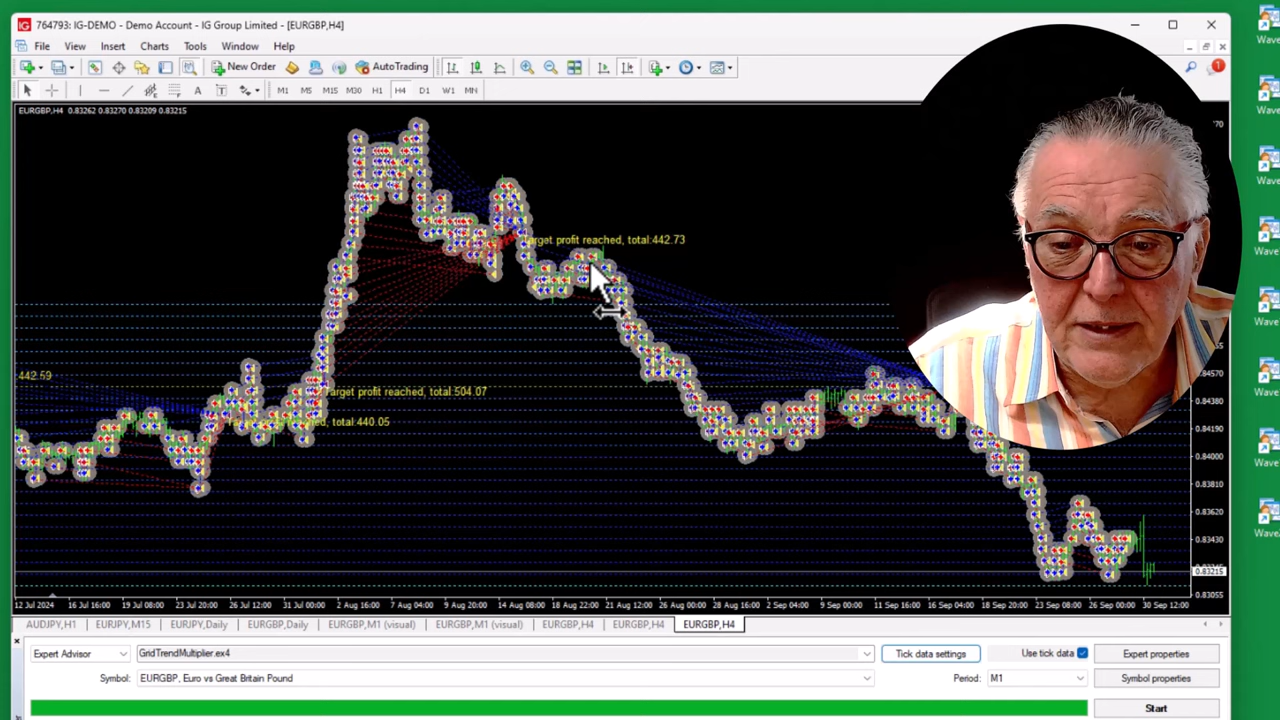 IG 764793: IG-DEMO - Demo Account - IG Group Limited - [EURGBP,H4]
File View Insert Charts Tools Window Help
New Order AutoTrading
1
A T M1 M5 M15 M30 H1 H4 D1 W1 MN
EURGBP,H4 0.83262 0.83270 0.83209 0.83215
Target profit reached, total:442.73
442.59
Target profit reached, total:504.07
total:440.05
0.84570
0.84380
0.84190
0.84000
0.83810
0.83620
0.83430
0.83215
0.83055
12 Jul 2024 16 Jul 16:00 19 Jul 08:00 23 Jul 20:00 26 Jul 12:00 31 Jul 00:00 2 Aug 16:00 7 Aug 04:00 9 Aug 20:00 14 Aug 08:00 18 Aug 22:00 21 Aug 12:00 26 Aug 00:00 28 Aug 16:00 2 Sep 04:00 9 Sep 00:00 11 Sep 16:00 16 Sep 04:00 18 Sep 20:00 23 Sep 08:00 26 Sep 00:00 30 Sep 12:00
AUDJPY,H1 EURJPY,M15 EURJPY,Daily EURGBP,Daily EURGBP,M1 (visual) EURGBP,M1 (visual) EURGBP,H4 EURGBP,H4 EURGBP,H4
Expert Advisor GridTrendMultiplier.ex4 Tick data settings Use tick data Expert properties
Symbol: EURGBP, Euro vs Great Britain Pound Period: M1 Symbol properties
Start